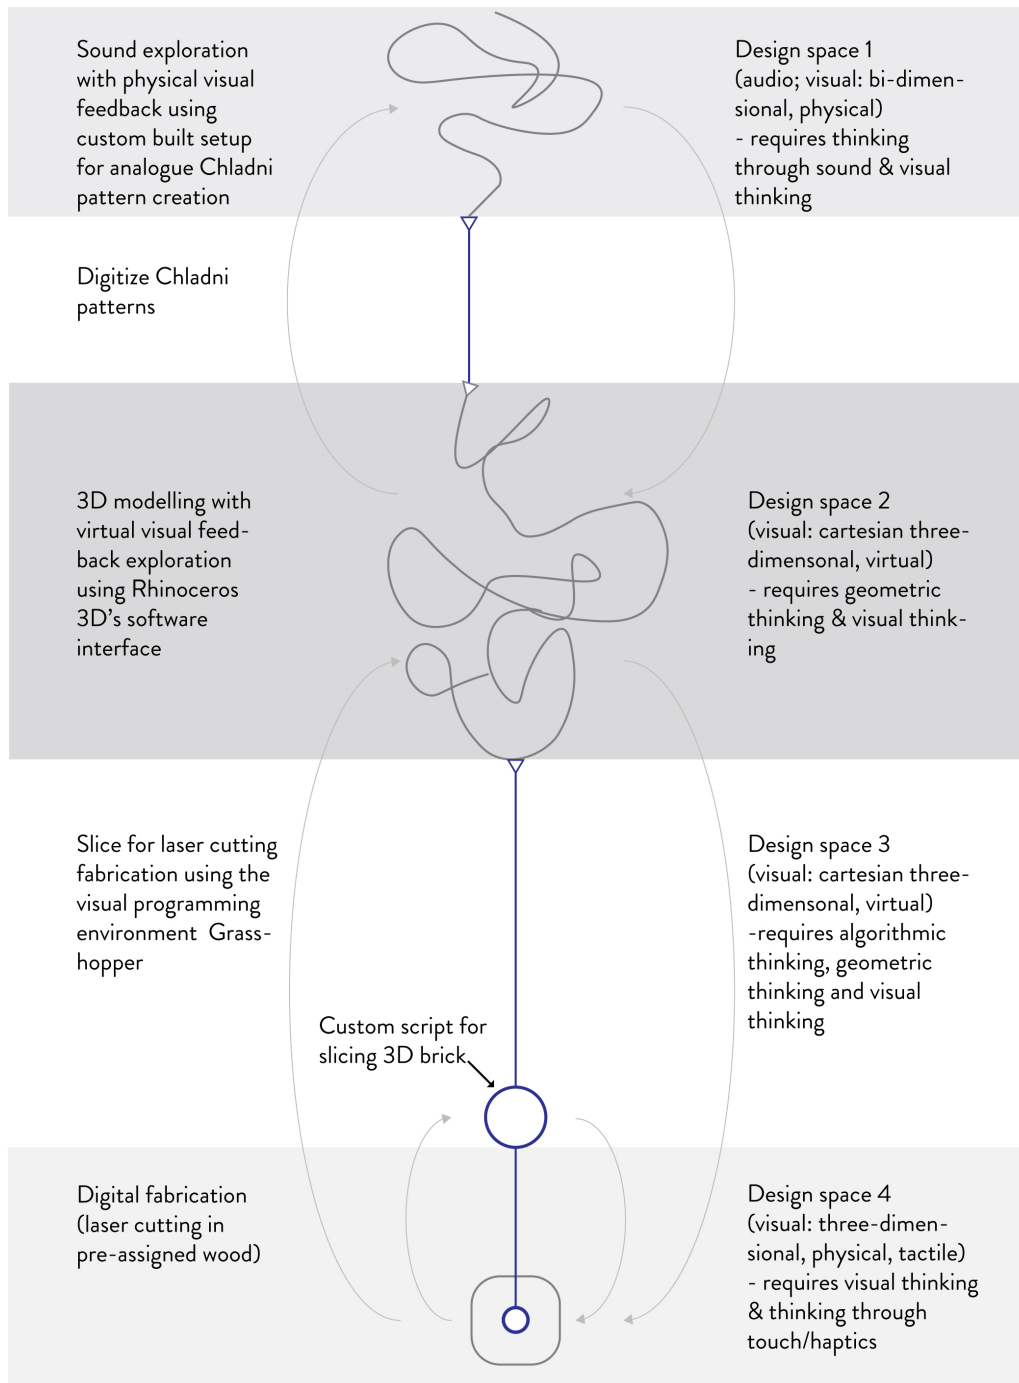 Sound exploration
with physical visual
feedback using
custom built setup
for analogue Chladni
pattern creation
Design space 1
(audio; visual: bi-dimen-
sional, physical)
- requires thinking
through sound & visual
thinking
Digitize Chladni
patterns
3D modelling with
virtual visual feed-
back exploration
using Rhinoceros
3D’s software
interface
Design space 2
(visual: cartesian three-
dimensonal, virtual)
- requires geometric
thinking & visual think-
ing
Slice for laser cutting
fabrication using the
visual programming
environment  Grass-
hopper
Design space 3
(visual: cartesian three-
dimensonal, virtual)
-requires algorithmic
thinking, geometric
thinking and visual
thinking
Custom script for
slicing 3D brick
Digital fabrication
(laser cutting in
pre-assigned wood)
Design space 4
(visual: three-dimen-
sional, physical, tactile)
- requires visual thinking
& thinking through
touch/haptics